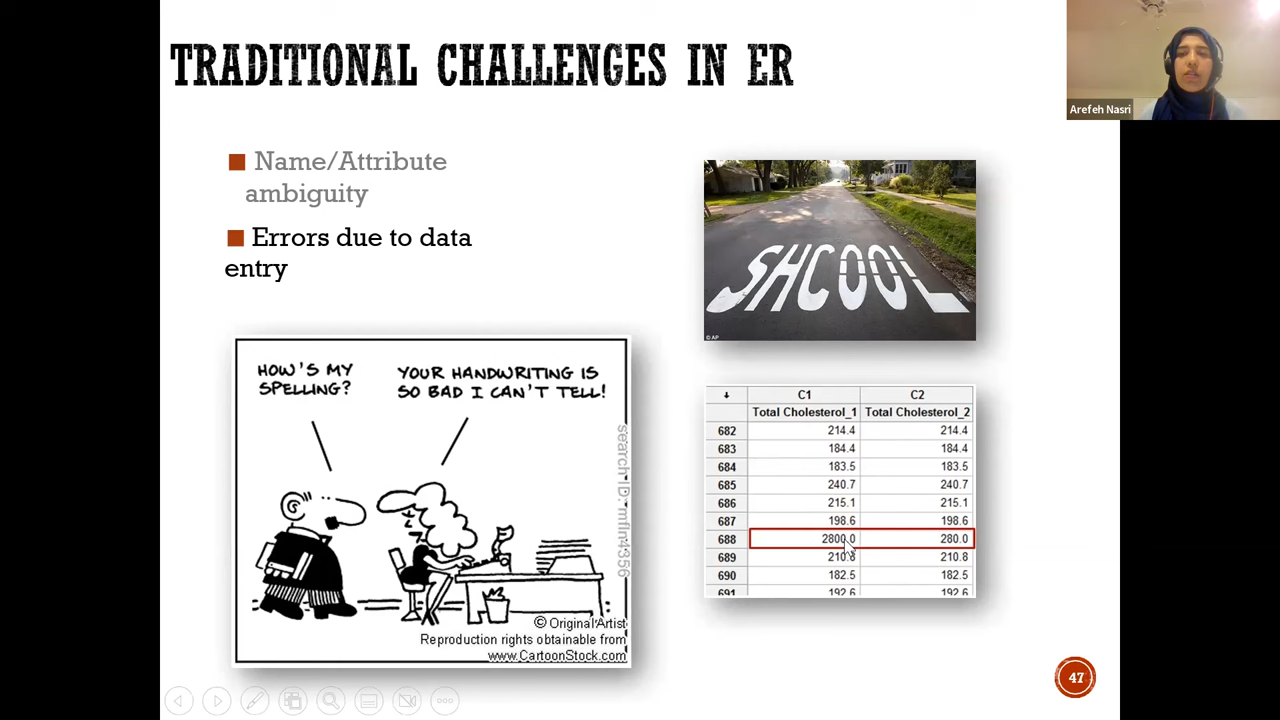 TRADITIONAL CHALLENGES IN ER
Arefeh Nasri
Name/Attribute
ambiguity
Errors due to data
entry
SHCOOL
© AP
HOW'S MY
SPELLING?
YOUR HANDWRITING IS
SO BAD I CAN'T TELL!
search ID: mfln4356
© Original Artist
Reproduction rights obtainable from
www.CartoonStock.com
C1 C2
Total Cholesterol_1 Total Cholesterol_2
682 214.4 214.4
683 184.4 184.4
684 183.5 183.5
685 240.7 240.7
686 215.1 215.1
687 198.6 198.6
688 2800.0 280.0
689 210.8 210.8
690 182.5 182.5
691 192.6 192.6
47